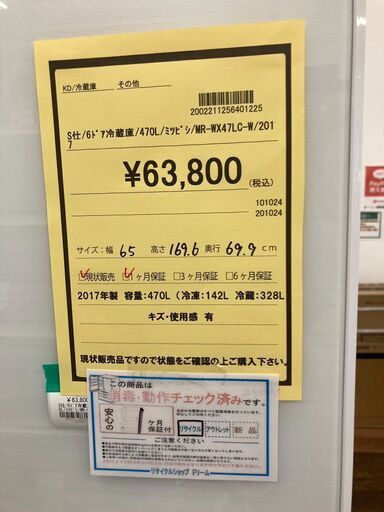 KD/冷蔵庫 その他
2002211256401225
S仕/6ドア冷蔵庫/470L/ミツビシ/MR-WX47LC-W/201
7
¥63,800
(税込)
101024
201024
サイズ:幅 65 高さ 169.6 奥行 69.9 cm
□現状販売 □1ヶ月保証 □3ヶ月保証 □6ヶ月保証
2017年製 容量:470L (冷凍:142L 冷蔵:328L
キズ・使用感 有
現状販売品ですので状態をご確認の上ご購入下さい。
¥63,800
この商品は
消毒・動作チェック済みです。
安心の 1ヶ月保証付
リサイクル アウトレット 新品
ご注意ください
リサイクルショップ ドリーム